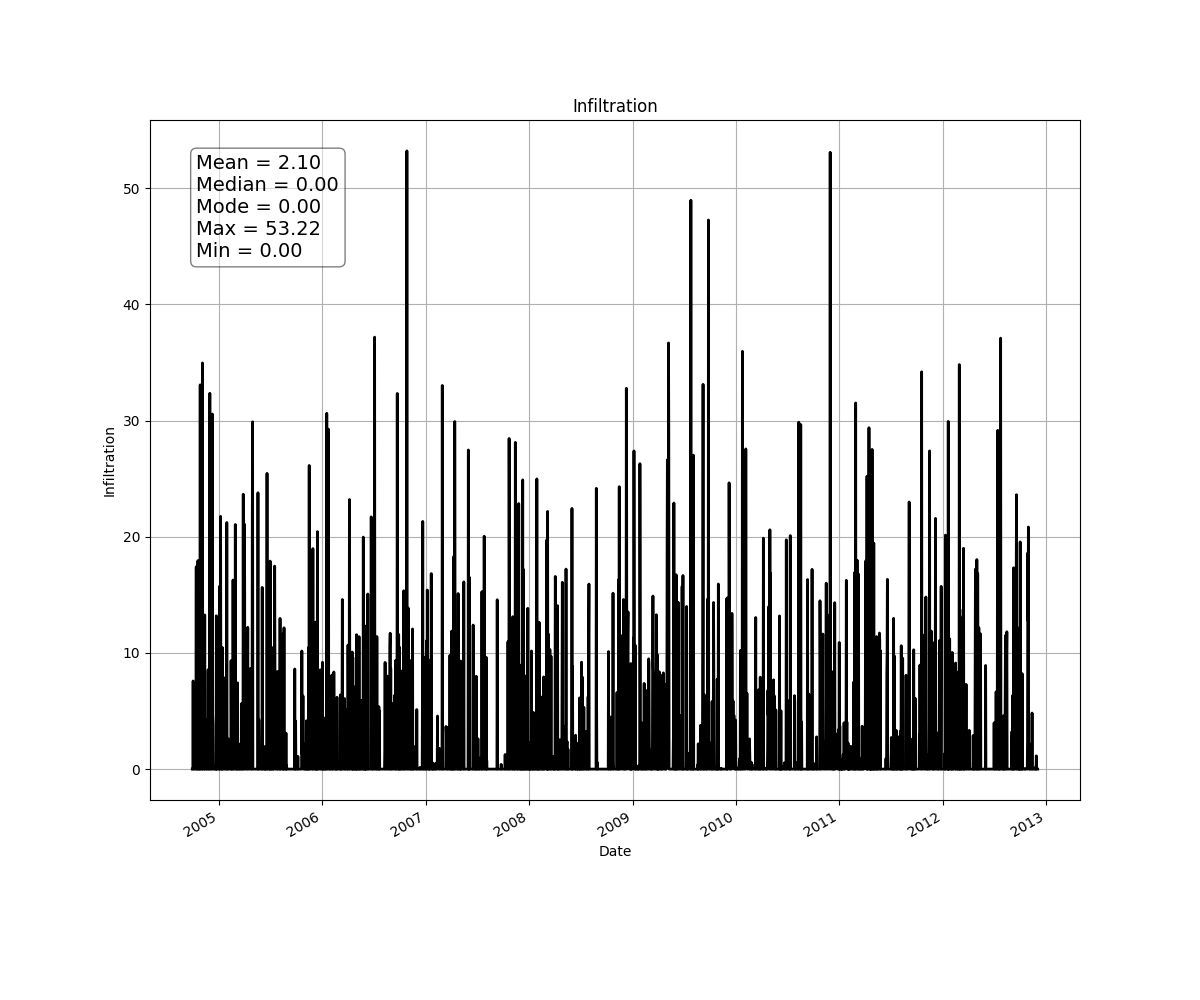 Infiltration
Mean = 2.10
Median = 0.00
Mode = 0.00
Max = 53.22
Min = 0.00
50
40
30
20
10
0
Infiltration
2005
2006
2007
2008
2009
2010
2011
2012
2013
Date